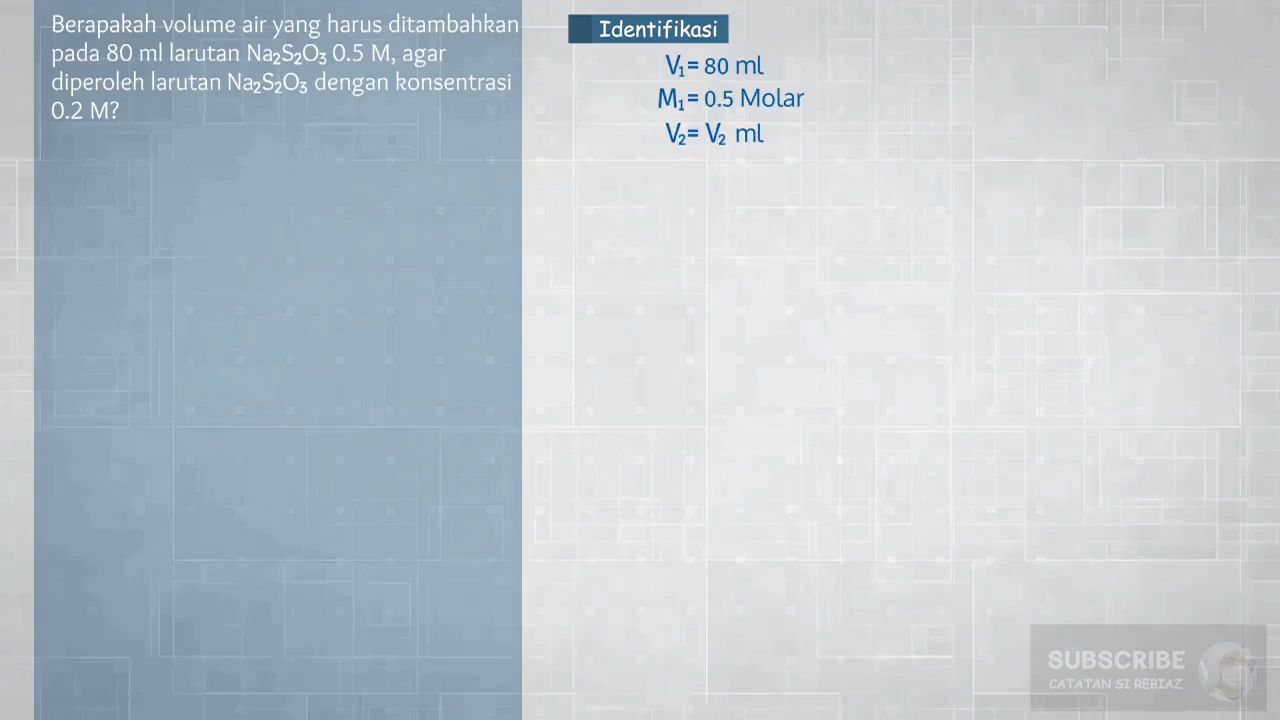 Berapakah volume air yang harus ditambahkan
pada 80 ml larutan Na₂S₂O₃ 0.5 M, agar
diperoleh larutan Na₂S₂O₃ dengan konsentrasi
0.2 M?
Identifikasi
V₁= 80 ml
M₁= 0.5 Molar
V₂= V₂ ml
SUBSCRIBE
CATATAN SI REBIAZ